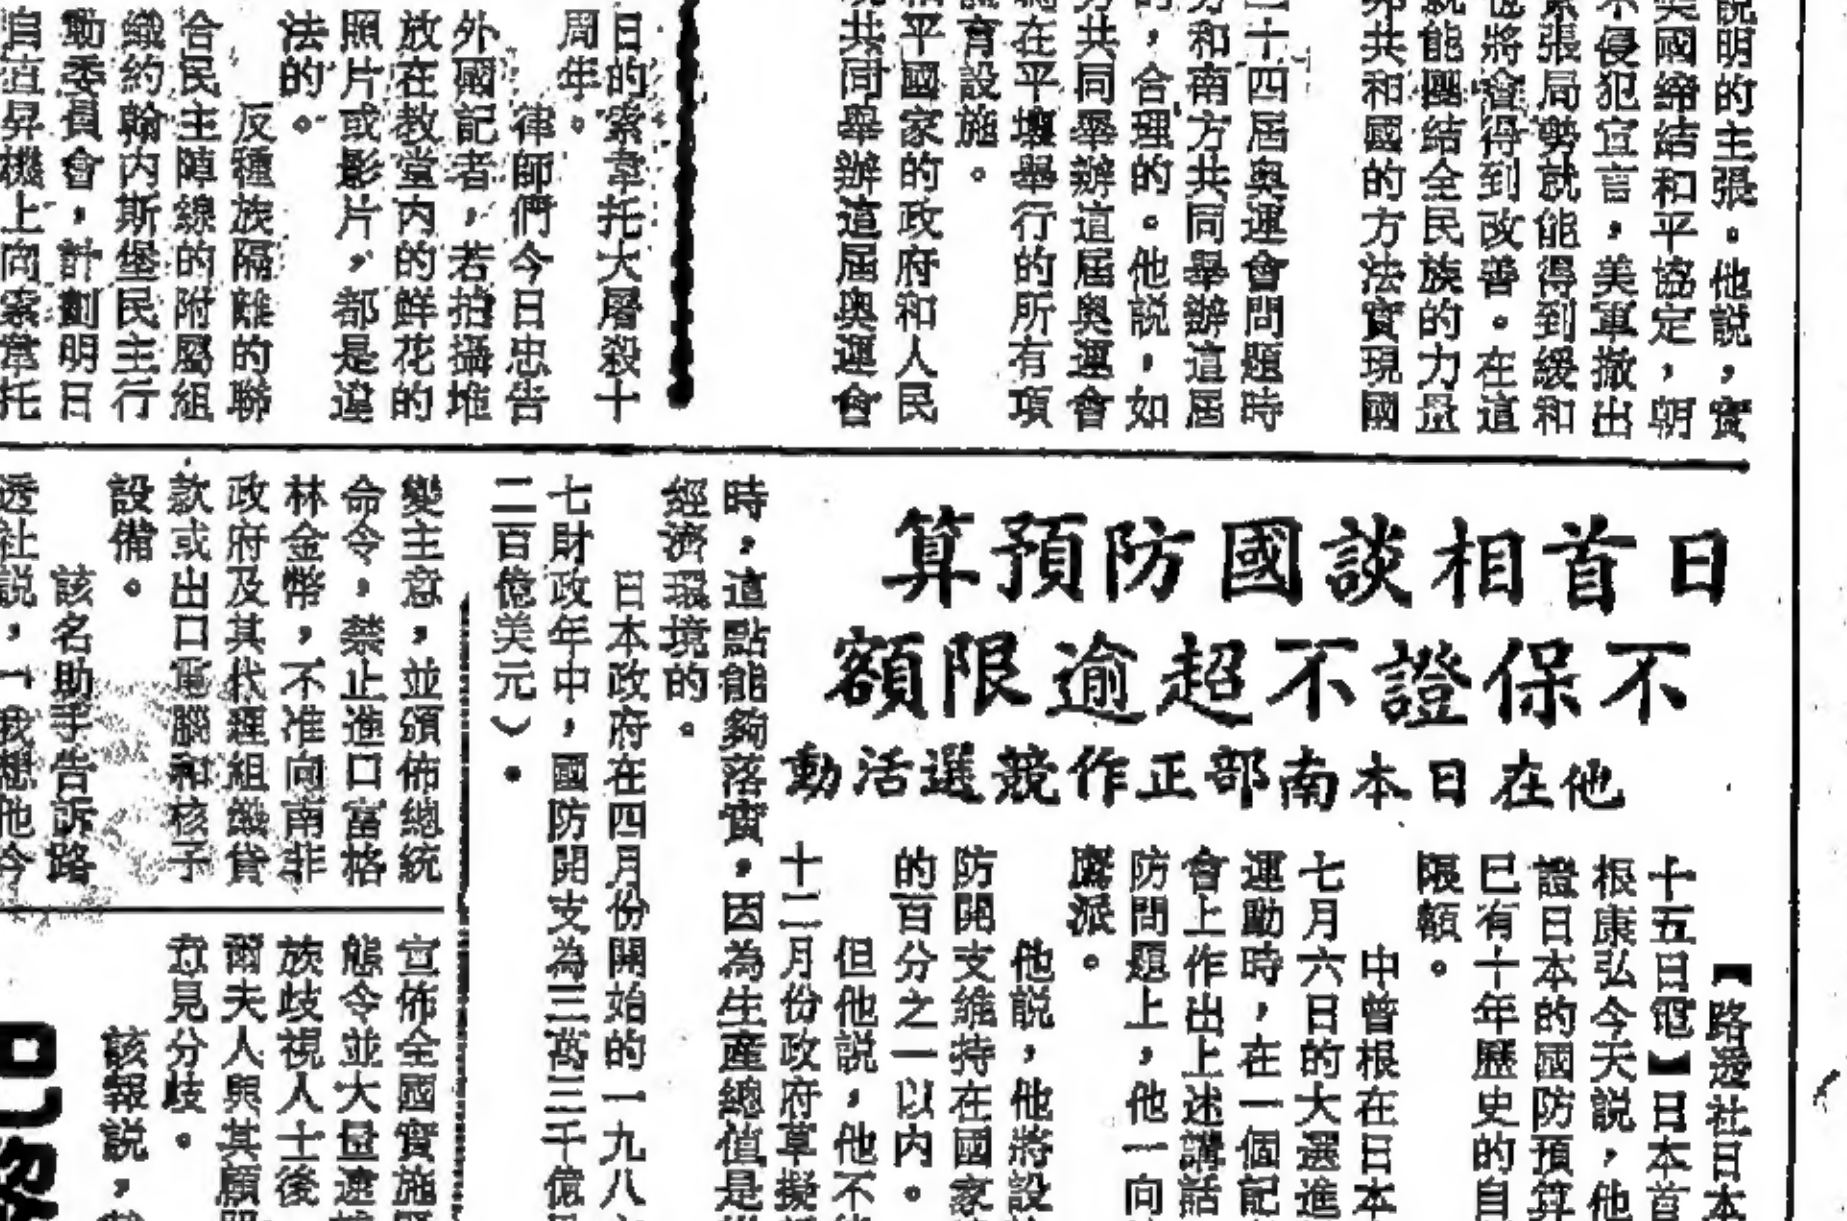 說明的主張。他説，實
美國締結和平協定，朝
不侵犯宣言，美軍撤出
緊張局勢就能得到緩和
也將會得到改善。在這
就能團結全民族的力量
邦共和國的方法實現國
二十四屆奧運會問題時
方和南方共同舉辦這屆
，合理的。他説，如
方共同舉辦這屆奧運會
在平壤舉行的所有項
育設施。
和平國家的政府和人民
共同舉辦這屆奧運會
日的索韋托大屠殺十
周年。
律師們今日忠告
外國記者，若拍攝堆
放在教堂内的鮮花的
照片或影片，都是違
法的。
反種族隔離的聯
合民主陣線的附屬組
織約翰内斯堡民主行
動委員會，計劃明日
自直昇機上向索韋托
日首相談國防預算
不保證不超逾限額
他在日本南部正作競選活動
【路透社日本
十五日電】日本首
根康弘今天説，他
證日本的國防預算
已有十年歷史的自
限額。
中曾根在日本
七月六日的大選進
運動時，在一個記
會上作出上述講話
防問題上，他一向
鷹派。
他説，他將設
防開支維持在國家
的百分之一以内。
但他説，他不
十二月份政府草擬
時，這點能夠落實，因為生産總值是
經濟環境的。
日本政府在四月份開始的一九八
七財政年中，國防開支為三萬三千億
二百億美元）。
變主意，並頒佈總統
命令，禁止進口富格
林金幣，不准向南非
政府及其代理組織貸
款或出口電腦和核子
設備。
該名助手告訴路
透社説，「我想他今
宣佈全國實施
態令並大量逮
族歧視人士後
爾夫人與其顧
意見分歧。
該報説，